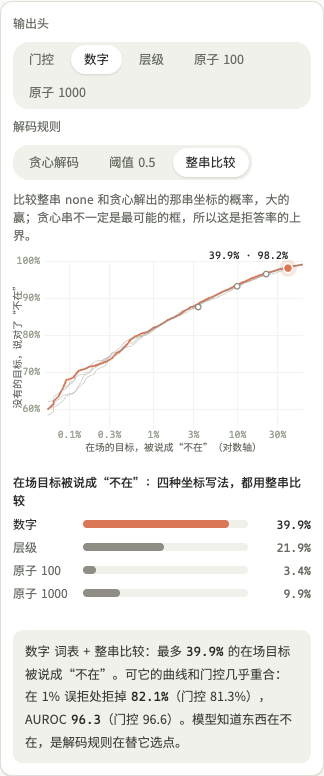 输出头
门控 数字 层级 原子 100
原子 1000
解码规则
贪心解码 阈值 0.5 整串比较
比较整串 none 和贪心解出的那串坐标的概率，大的
赢；贪心串不一定是最可能的框，所以这是拒答率的上
界。
39.9% · 98.2%
没有的目标，说对了“不在”
100%
90%
80%
70%
60%
0.1% 0.3% 1% 3% 10% 30%
在场的目标，被说成“不在”（对数轴）
在场目标被说成“不在”：四种坐标写法，都用整串比
较
数字 39.9%
层级 21.9%
原子 100 3.4%
原子 1000 9.9%
数字 词表 + 整串比较：最多 39.9% 的在场目标
被说成“不在”。可它的曲线和门控几乎重合：
在 1% 误拒处拒掉 82.1%（门控 81.3%），
AUROC 96.3（门控 96.6）。模型知道东西在不
在，是解码规则在替它选点。